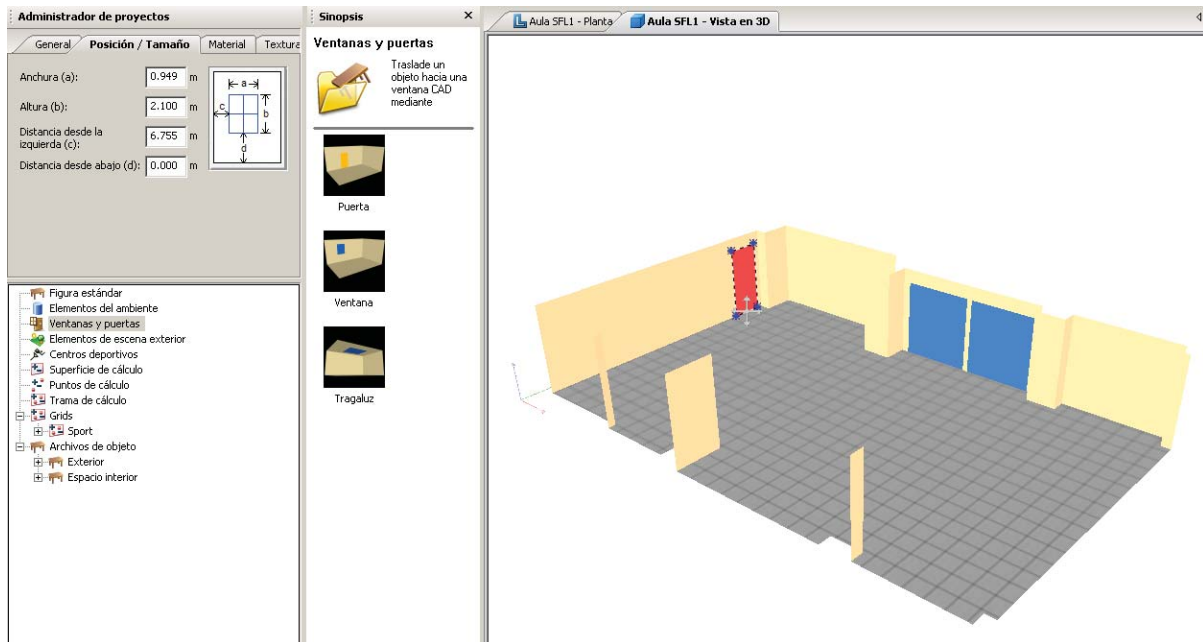 Administrador de proyectos
General
Posición / Tamaño
Material
Textura
Anchura (a):
0.949 m
Altura (b):
2.100 m
Distancia desde la
izquierda (c):
6.755 m
Distancia desde abajo (d):
0.000 m
a
c
b
d
Figura estándar
Elementos del ambiente
Ventanas y puertas
Elementos de escena exterior
Centros deportivos
Superficie de cálculo
Puntos de cálculo
Trama de cálculo
Grids
Sport
Archivos de objeto
Exterior
Espacio interior
Sinopsis
Ventanas y puertas
Traslade un
objeto hacia una
ventana CAD
mediante
Puerta
Ventana
Tragaluz
Aula SFL1 - Planta
Aula SFL1 - Vista en 3D